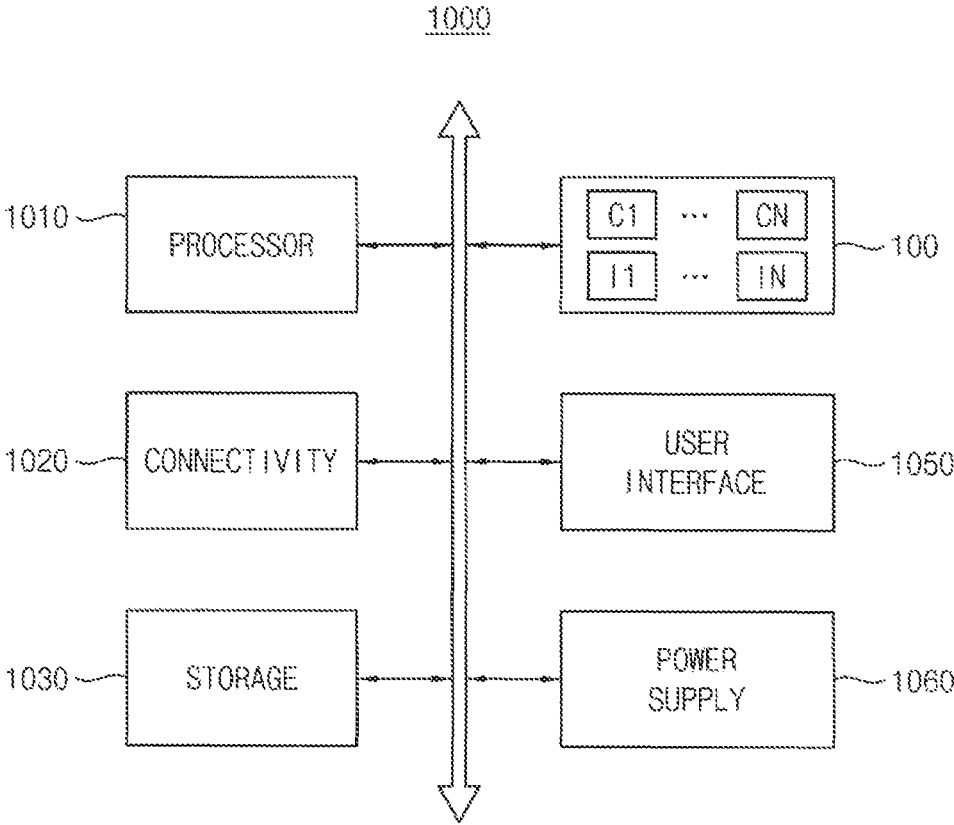 1000
1010
PROCESSOR
C1 ... CN
I1 ... IN
100
1020
CONNECTIVITY
USER
INTERFACE
1050
1030
STORAGE
POWER
SUPPLY
1060